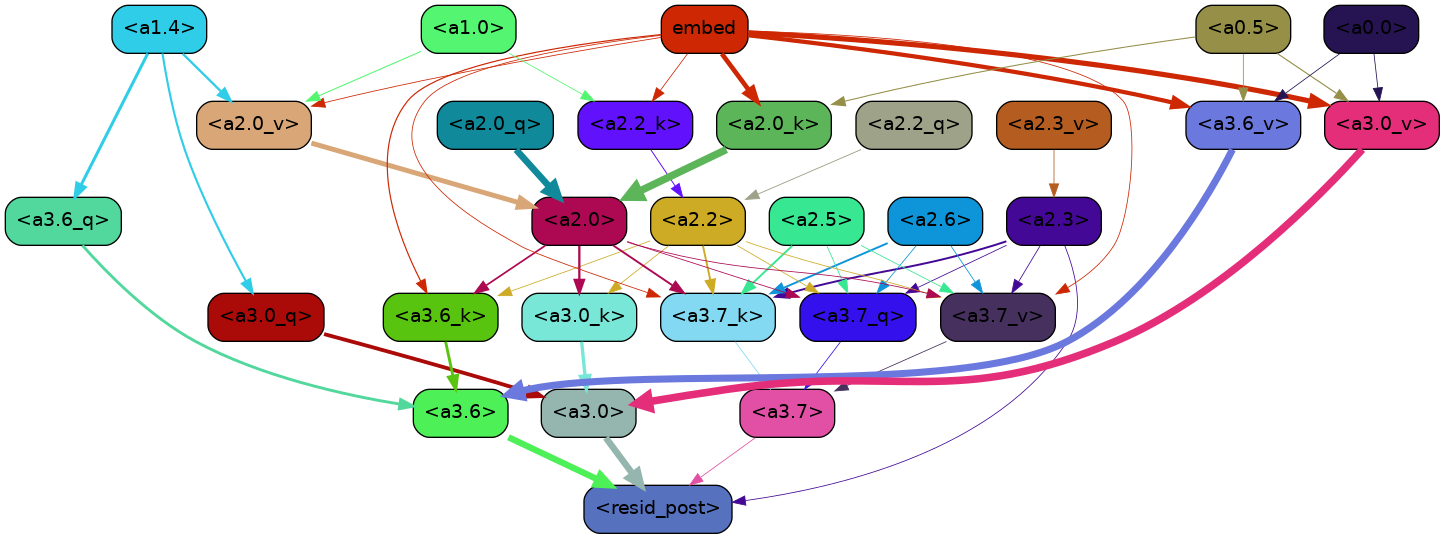 <a1.4>
<a1.0>
embed
<a0.5>
<a0.0>
<a2.0_v>
<a2.0_q>
<a2.2_k>
<a2.0_k>
<a2.2_q>
<a2.3_v>
<a3.6_v>
<a3.0_v>
<a3.6_q>
<a2.0>
<a2.2>
<a2.5>
<a2.6>
<a2.3>
<a3.0_q>
<a3.6_k>
<a3.0_k>
<a3.7_k>
<a3.7_q>
<a3.7_v>
<a3.6>
<a3.0>
<a3.7>
<resid_post>